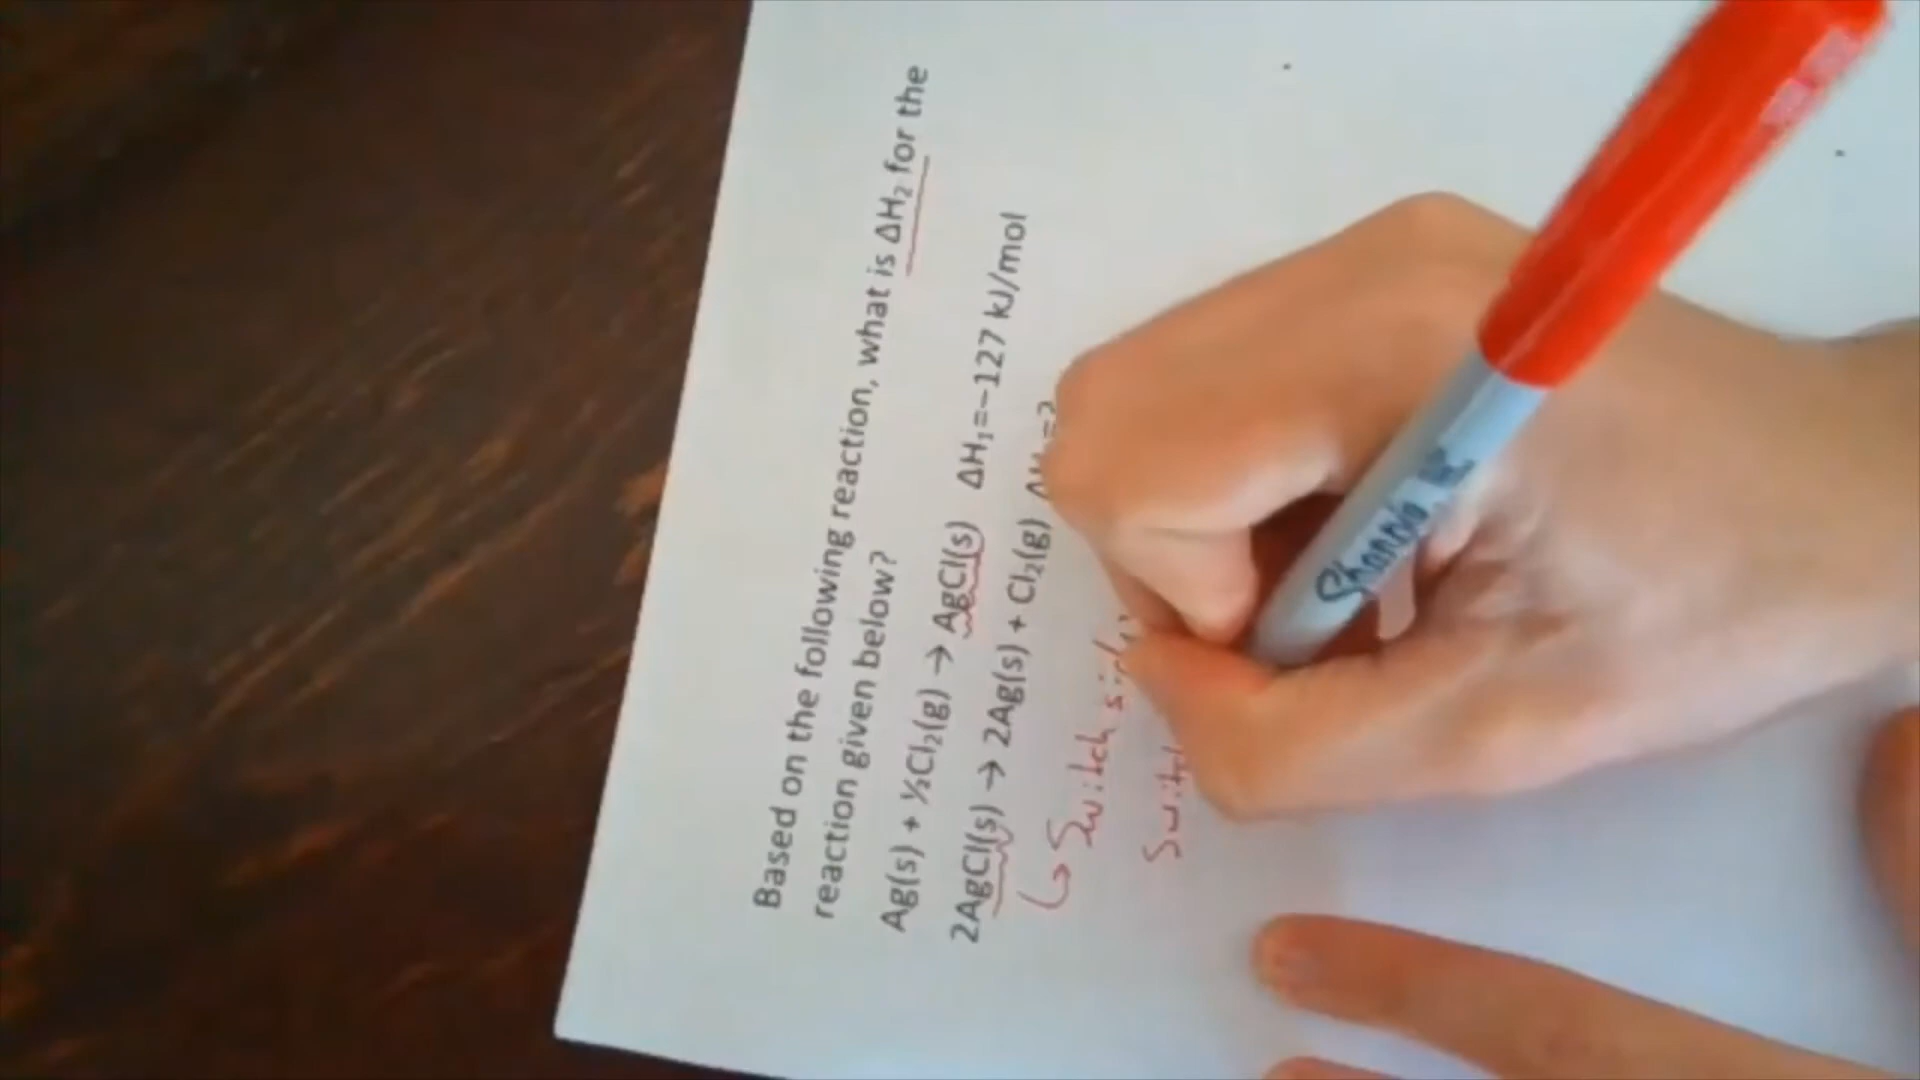 Based on the following reaction, what is ΔH₂ for the
reaction given below?
Ag(s) + ½Cl₂(g) → AgCl(s) ΔH₁=−127 kJ/mol
2AgCl(s) → 2Ag(s) + Cl₂(g) =?
↳ Switch
Sharpie